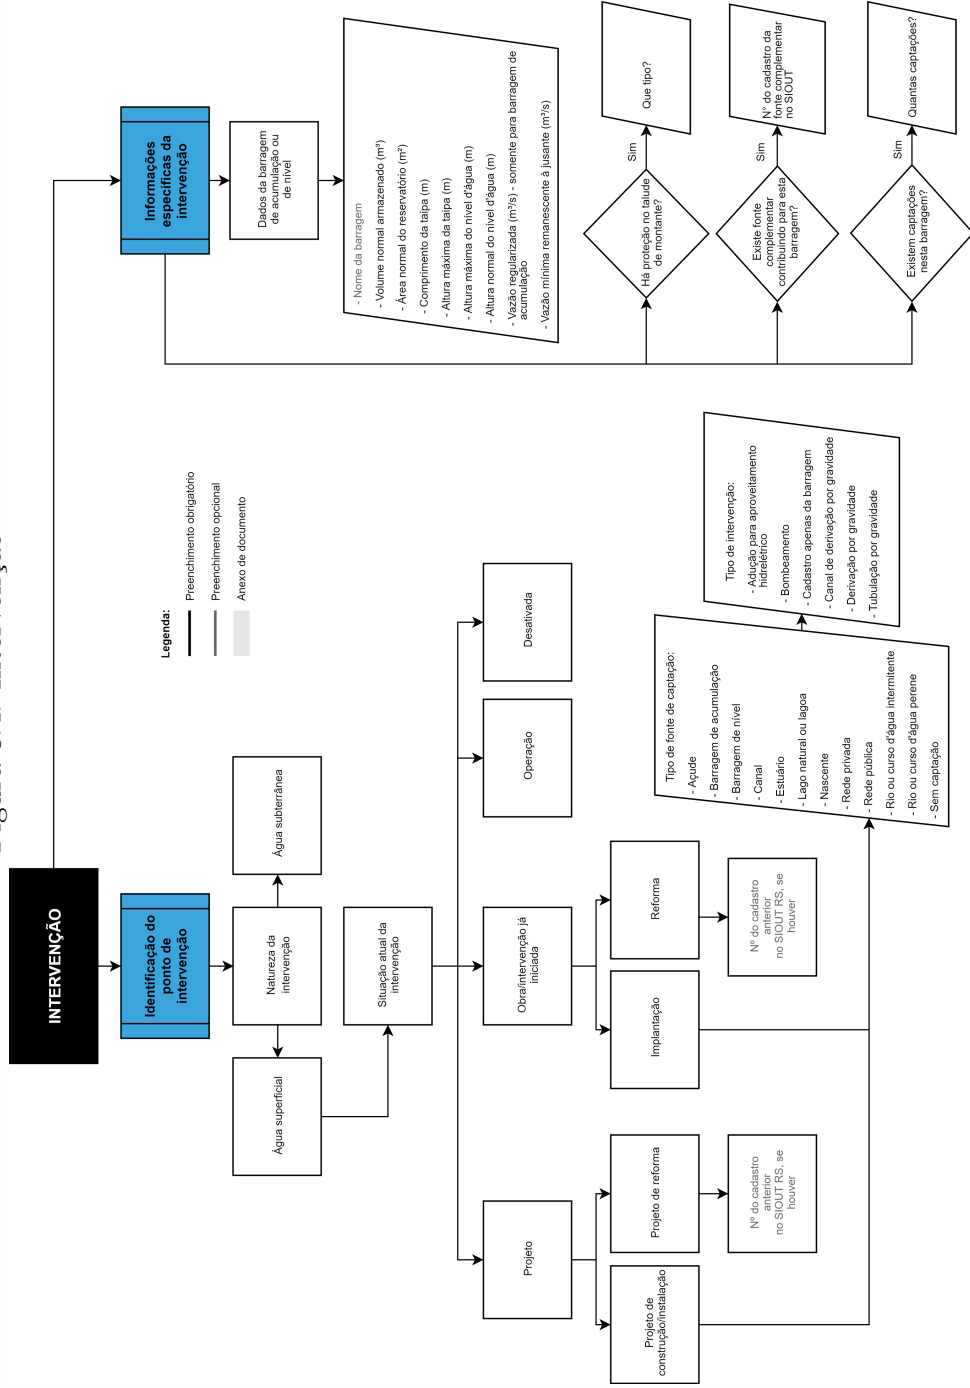 INTERVENÇÃO
Identificação do
ponto de
intervenção
Natureza da
intervenção
Água superficial
Água subterrânea
Situação atual da
intervenção
Projeto
Obra/intervenção já
iniciada
Operação
Desativada
Projeto de
construção/instalação
Projeto de reforma
Implantação
Reforma
Nº do cadastro
anterior
no SIOUT RS, se
houver
Nº do cadastro
anterior
no SIOUT RS, se
houver
Tipo de fonte de captação:
- Açude
- Barragem de acumulação
- Barragem de nível
- Canal
- Estuário
- Lago natural ou lagoa
- Nascente
- Rede privada
- Rede pública
- Rio ou curso d'água intermitente
- Rio ou curso d'água perene
- Sem captação
Tipo de intervenção:
- Adução para aproveitamento
hidrelétrico
- Bombeamento
- Cadastro apenas da barragem
- Canal de derivação por gravidade
- Derivação por gravidade
- Tubulação por gravidade
Legenda:
Preenchimento obrigatório
Preenchimento opcional
Anexo de documento
Informações
específicas da
intervenção
Dados da barragem
de acumulação ou
de nível
- Nome da barragem
- Volume normal armazenado (m³)
- Área normal do reservatório (m²)
- Comprimento da taipa (m)
- Altura máxima da taipa (m)
- Altura máxima do nível d'água (m)
- Altura normal do nível d'água (m)
- Vazão regularizada (m³/s) - somente para barragem de
acumulação
- Vazão mínima remanescente à jusante (m³/s)
Há proteção no talude
de montante?
Sim
Que tipo?
Existe fonte
complementar
contribuindo para esta
barragem?
Sim
N° do cadastro da
fonte complementar
no SIOUT
Existem captações
nesta barragem?
Sim
Quantas captações?